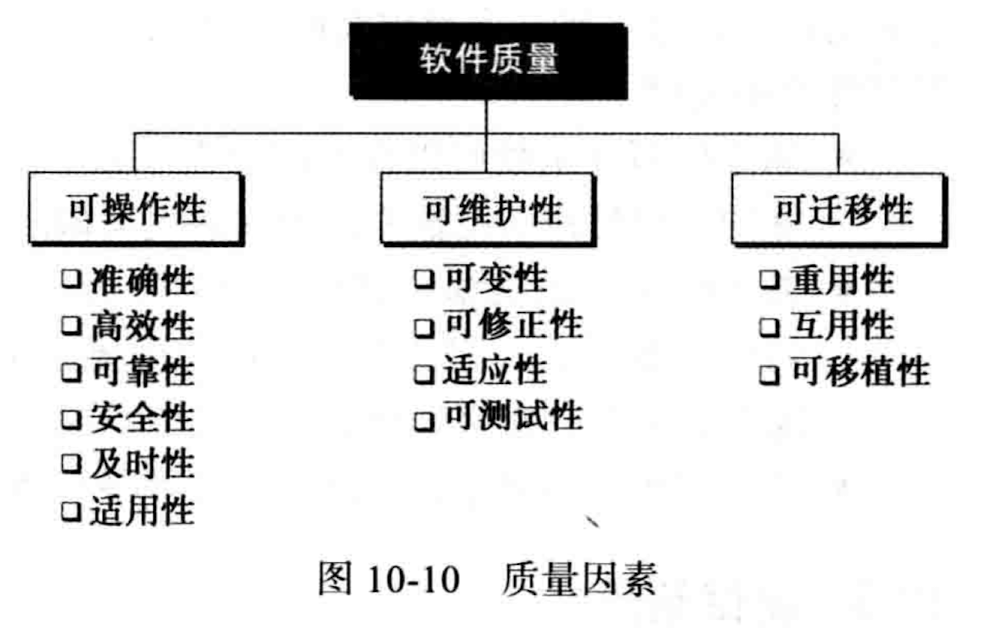 软件质量
可操作性
准确性
高效性
可靠性
安全性
及时性
适用性
可维护性
可变性
可修正性
适应性
可测试性
可迁移性
重用性
互用性
可移植性
图 10-10 质量因素